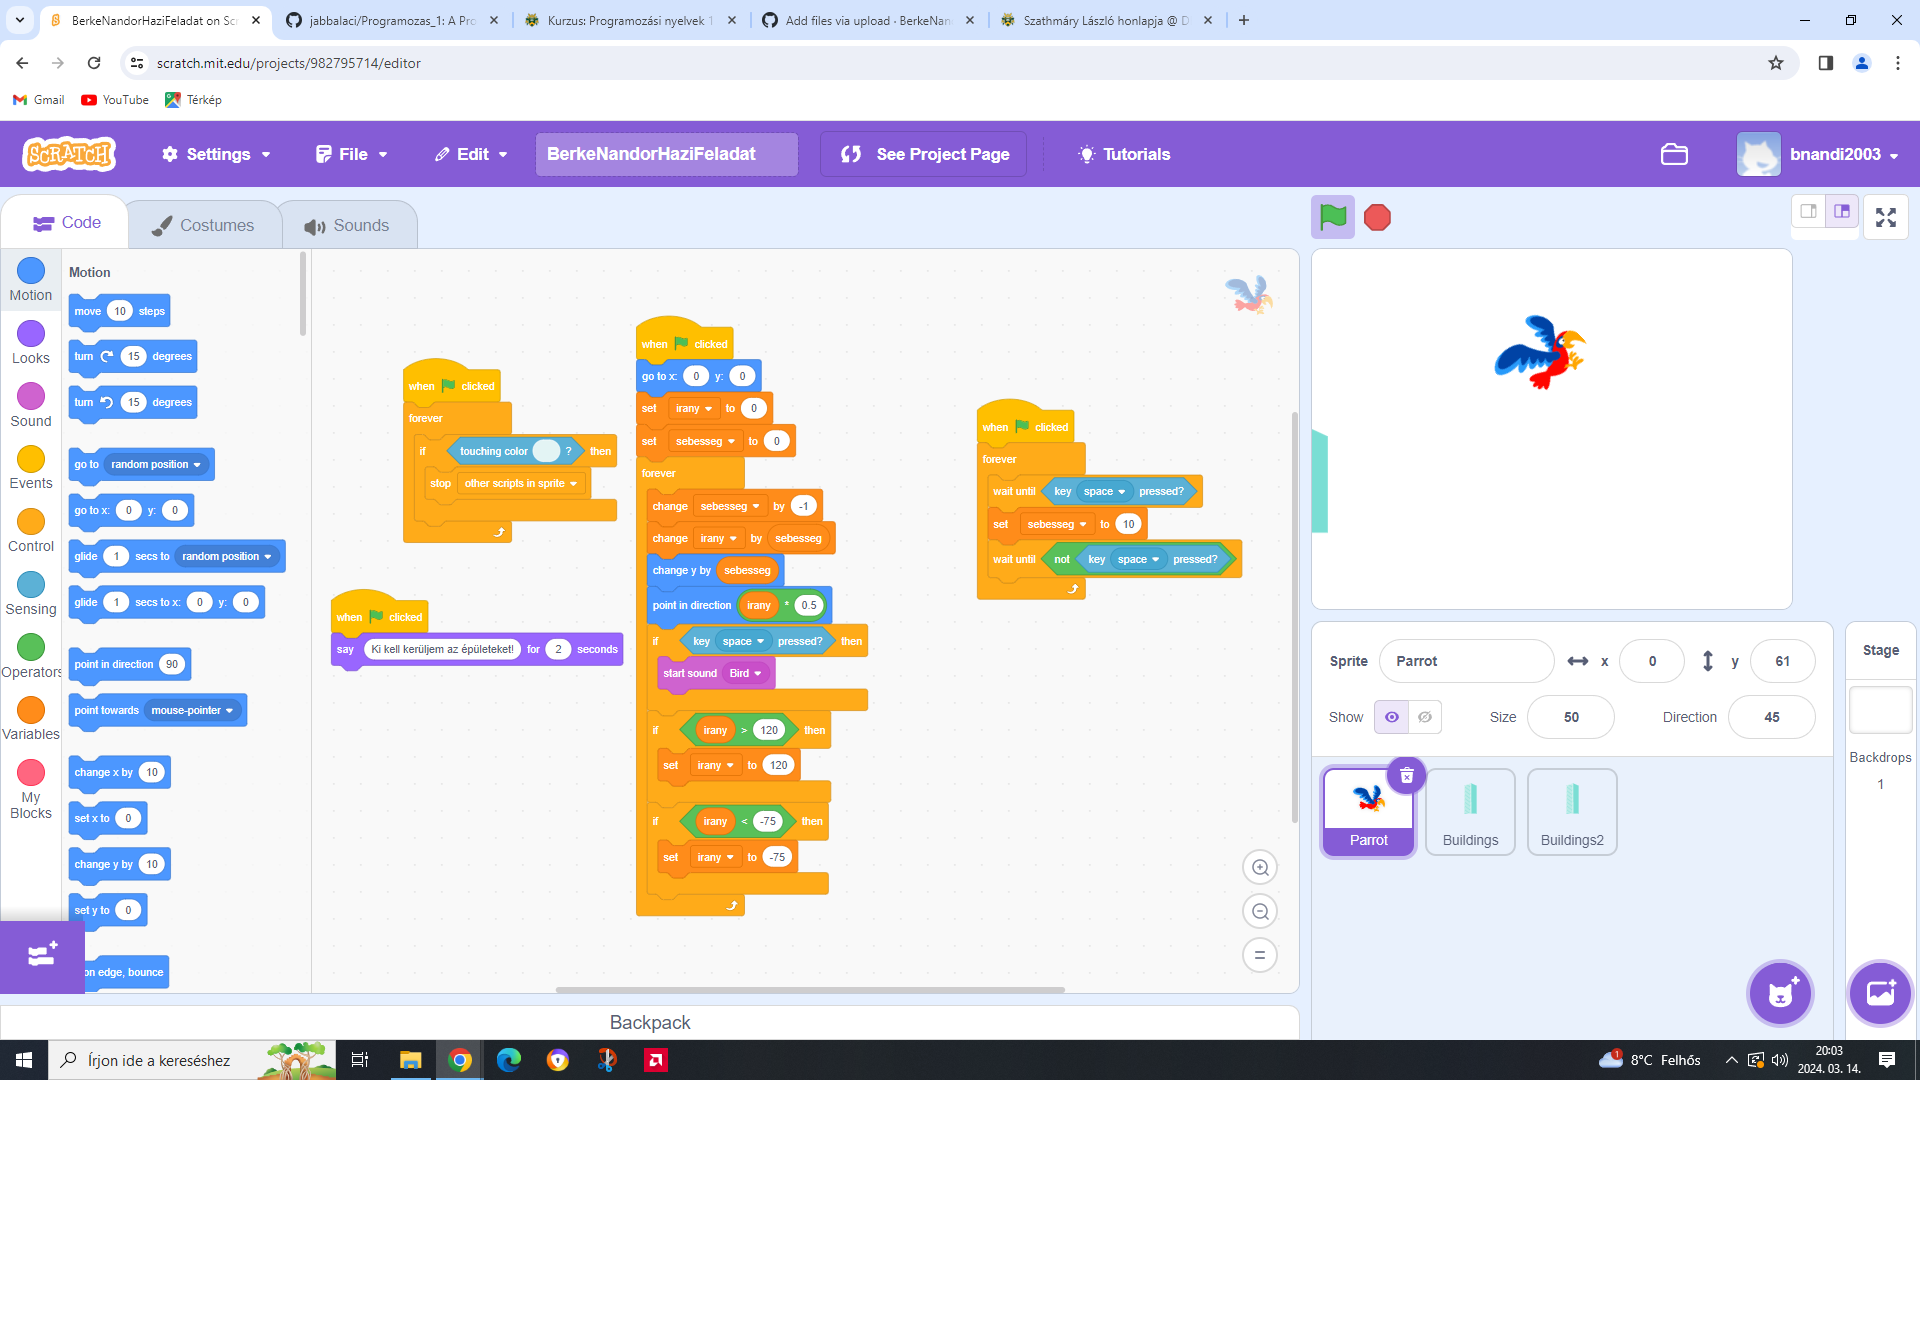 BerkeNandorHaziFeladat on Sc
jabbalaci/Programozas_1: A Pro
Kurzus: Programozási nyelvek 1
Add files via upload · BerkeNan
Szathmáry László honlapja @ D
scratch.mit.edu/projects/982795714/editor
Gmail YouTube Térkép
SCRATCH Settings File Edit BerkeNandorHaziFeladat See Project Page Tutorials bnandi2003
Code Costumes Sounds
Motion
Looks
Sound
Events
Control
Sensing
Operators
Variables
My
Blocks
Motion
move 10 steps
turn 15 degrees
turn 15 degrees
go to random position
go to x: 0 y: 0
glide 1 secs to random position
glide 1 secs to x: 0 y: 0
point in direction 90
point towards mouse-pointer
change x by 10
set x to 0
change y by 10
set y to 0
on edge, bounce
when clicked
forever
if touching color ? then
stop other scripts in sprite
when clicked
say Ki kell kerüljem az épületeket! for 2 seconds
when clicked
go to x: 0 y: 0
set irany to 0
set sebesseg to 0
forever
change sebesseg by -1
change irany by sebesseg
change y by sebesseg
point in direction irany * 0.5
if key space pressed? then
start sound Bird
if irany > 120 then
set irany to 120
if irany < -75 then
set irany to -75
when clicked
forever
wait until key space pressed?
set sebesseg to 10
wait until not key space pressed?
Sprite Parrot x 0 y 61
Show Size 50 Direction 45
Parrot Buildings Buildings2
Stage
Backdrops
1
Backpack
Írjon ide a kereséshez
1
8°C Felhős
20:03
2024. 03. 14.